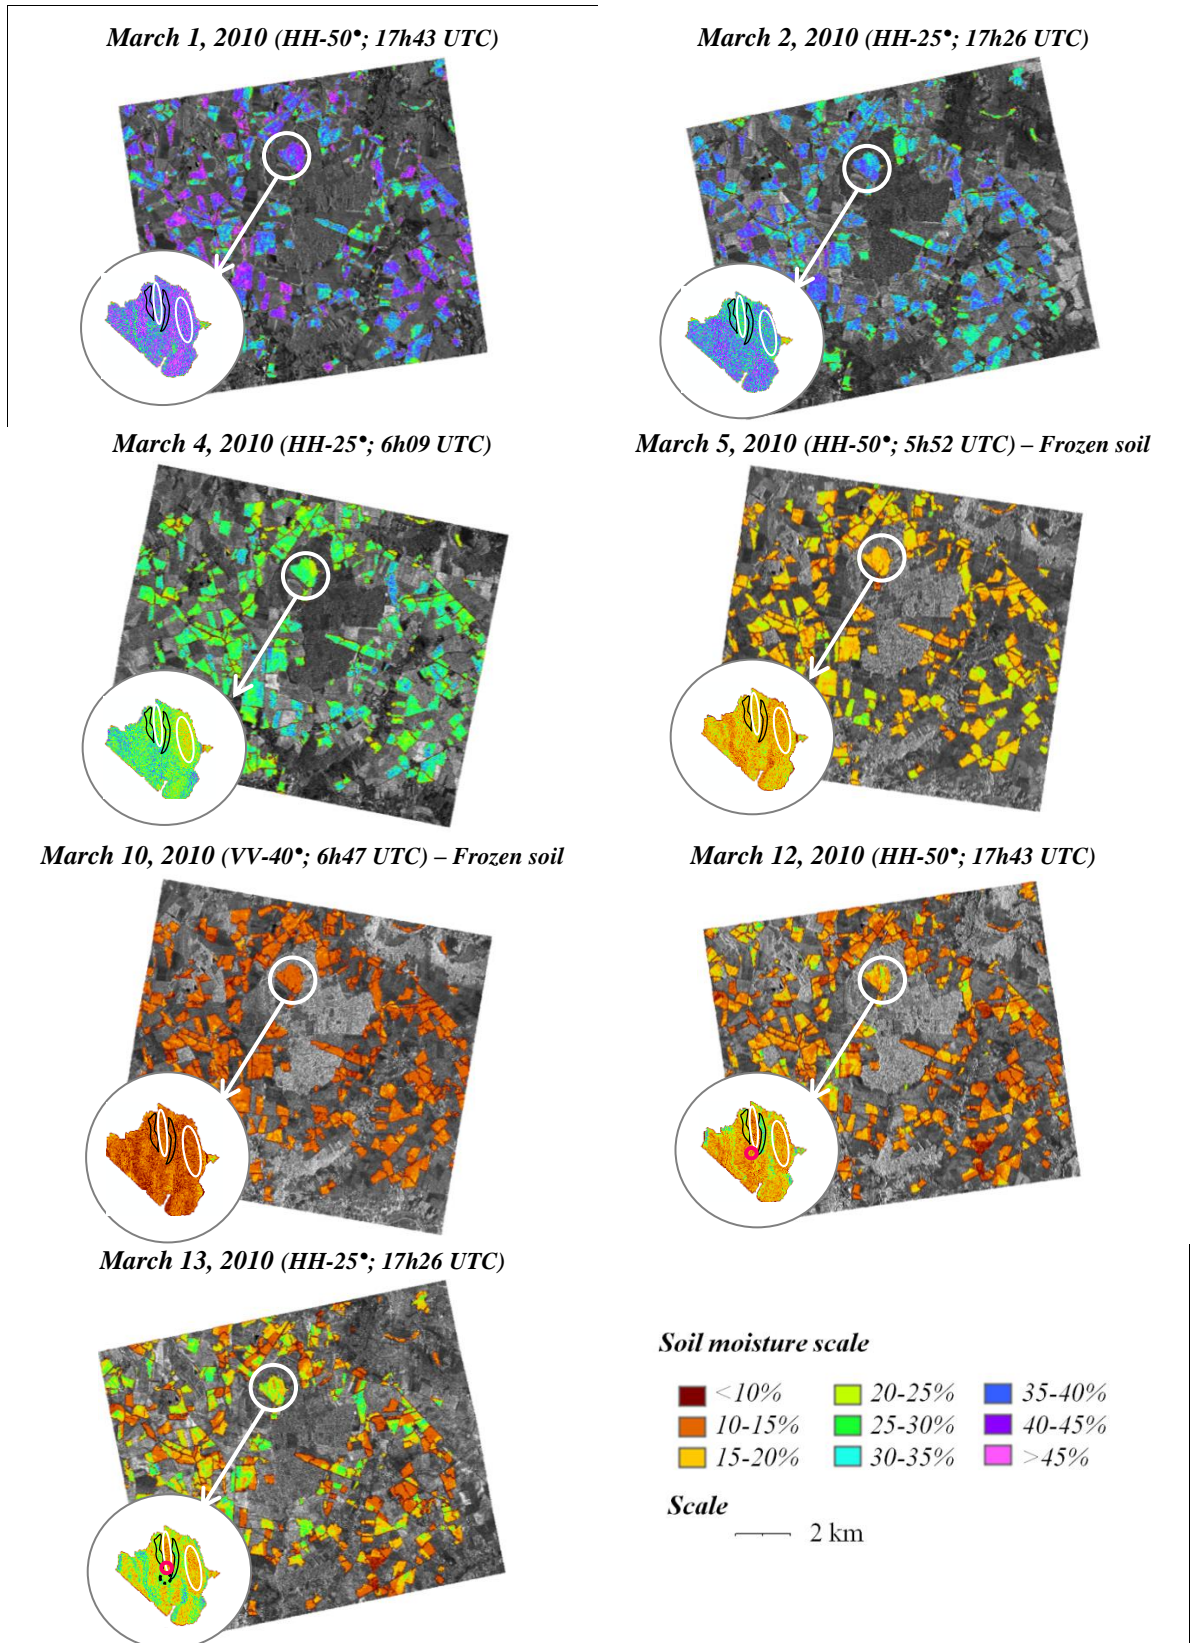 March 1, 2010 (HH-50•; 17h43 UTC)
March 2, 2010 (HH-25•; 17h26 UTC)
March 4, 2010 (HH-25•; 6h09 UTC)
March 5, 2010 (HH-50•; 5h52 UTC) – Frozen soil
March 10, 2010 (VV-40•; 6h47 UTC) – Frozen soil
March 12, 2010 (HH-50•; 17h43 UTC)
March 13, 2010 (HH-25•; 17h26 UTC)
Soil moisture scale
<10% 20-25% 35-40%
10-15% 25-30% 40-45%
15-20% 30-35% >45%
Scale
2 km